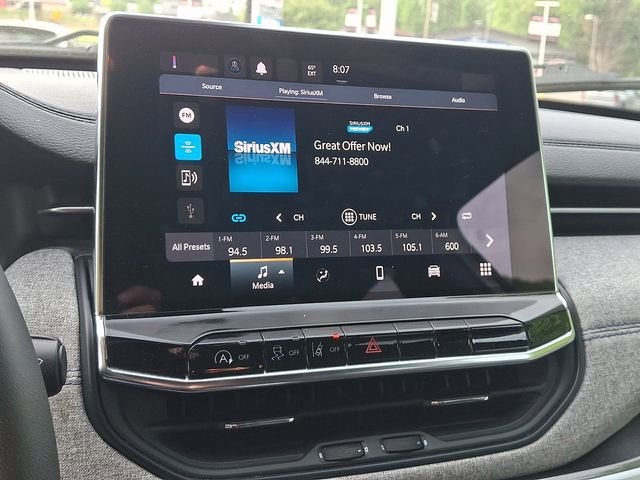 65°
EXT
8:07
Source
Playing: SiriusXM
Browse
Audio
FM
SiriusXM
SIRIUSXM
PREVIEW
Ch 1
Great Offer Now!
844-711-8800
CH
TUNE
CH
All Presets
1-FM
94.5
2-FM
98.1
3-FM
99.5
4-FM
103.5
5-FM
105.1
6-AM
600
Media
A OFF
OFF
OFF